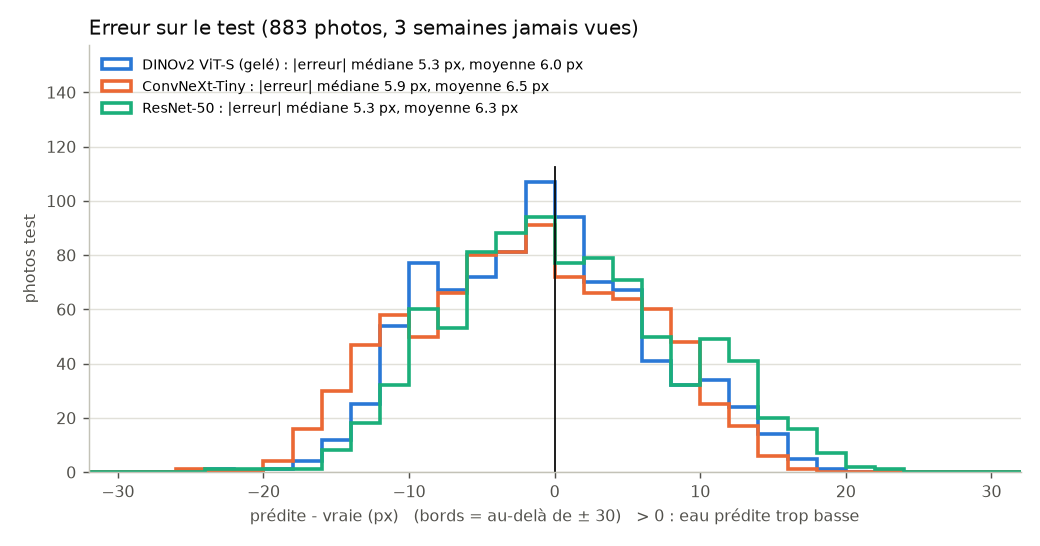 Erreur sur le test (883 photos, 3 semaines jamais vues)
DINOv2 ViT-S (gelé) : |erreur| médiane 5.3 px, moyenne 6.0 px
ConvNeXt-Tiny : |erreur| médiane 5.9 px, moyenne 6.5 px
ResNet-50 : |erreur| médiane 5.3 px, moyenne 6.3 px
140
120
100
80
60
40
20
0
photos test
−30 −20 −10 0 10 20 30
prédite - vraie (px) (bords = au-delà de ± 30) > 0 : eau prédite trop basse